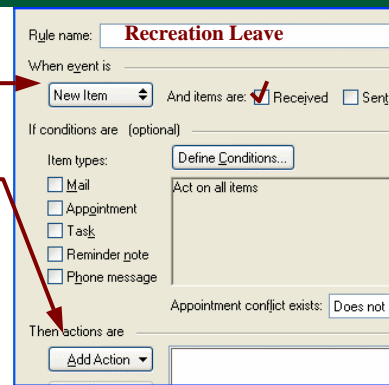 Rule name: Recreation Leave
When event is
New Item And items are: Received Sent
If conditions are (optional)
Item types: Define Conditions...
Mail Act on all items
Appointment
Task
Reminder note
Phone message
Appointment conflict exists: Does not
Then actions are
Add Action